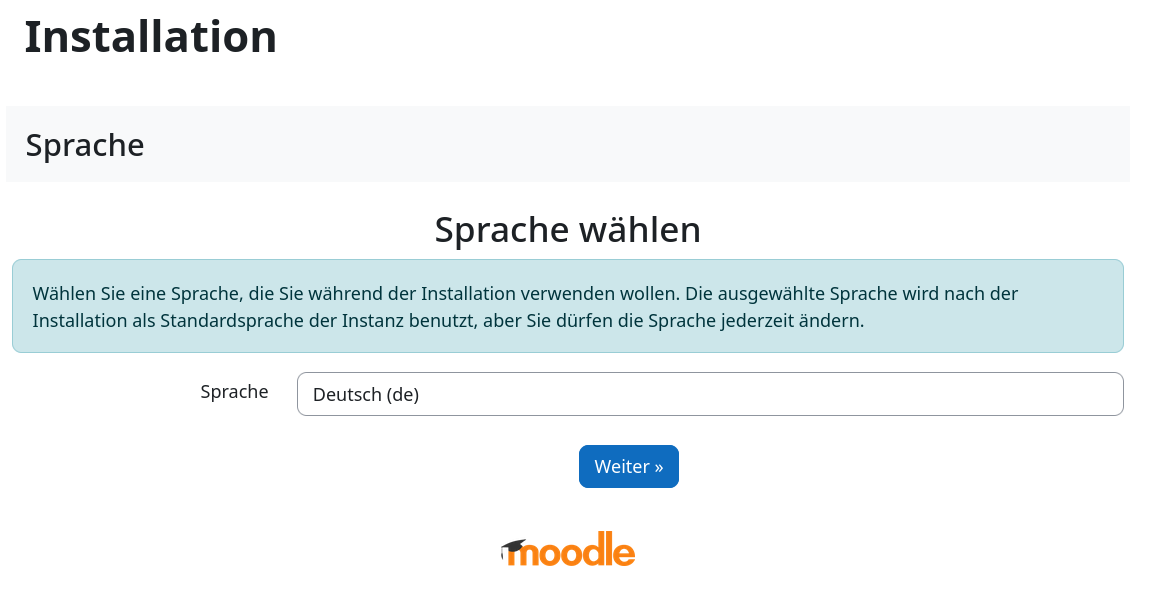 Installation
Sprache
Sprache wählen
Wählen Sie eine Sprache, die Sie während der Installation verwenden wollen. Die ausgewählte Sprache wird nach der
Installation als Standardsprache der Instanz benutzt, aber Sie dürfen die Sprache jederzeit ändern.
Sprache Deutsch (de)
Weiter »
moodle